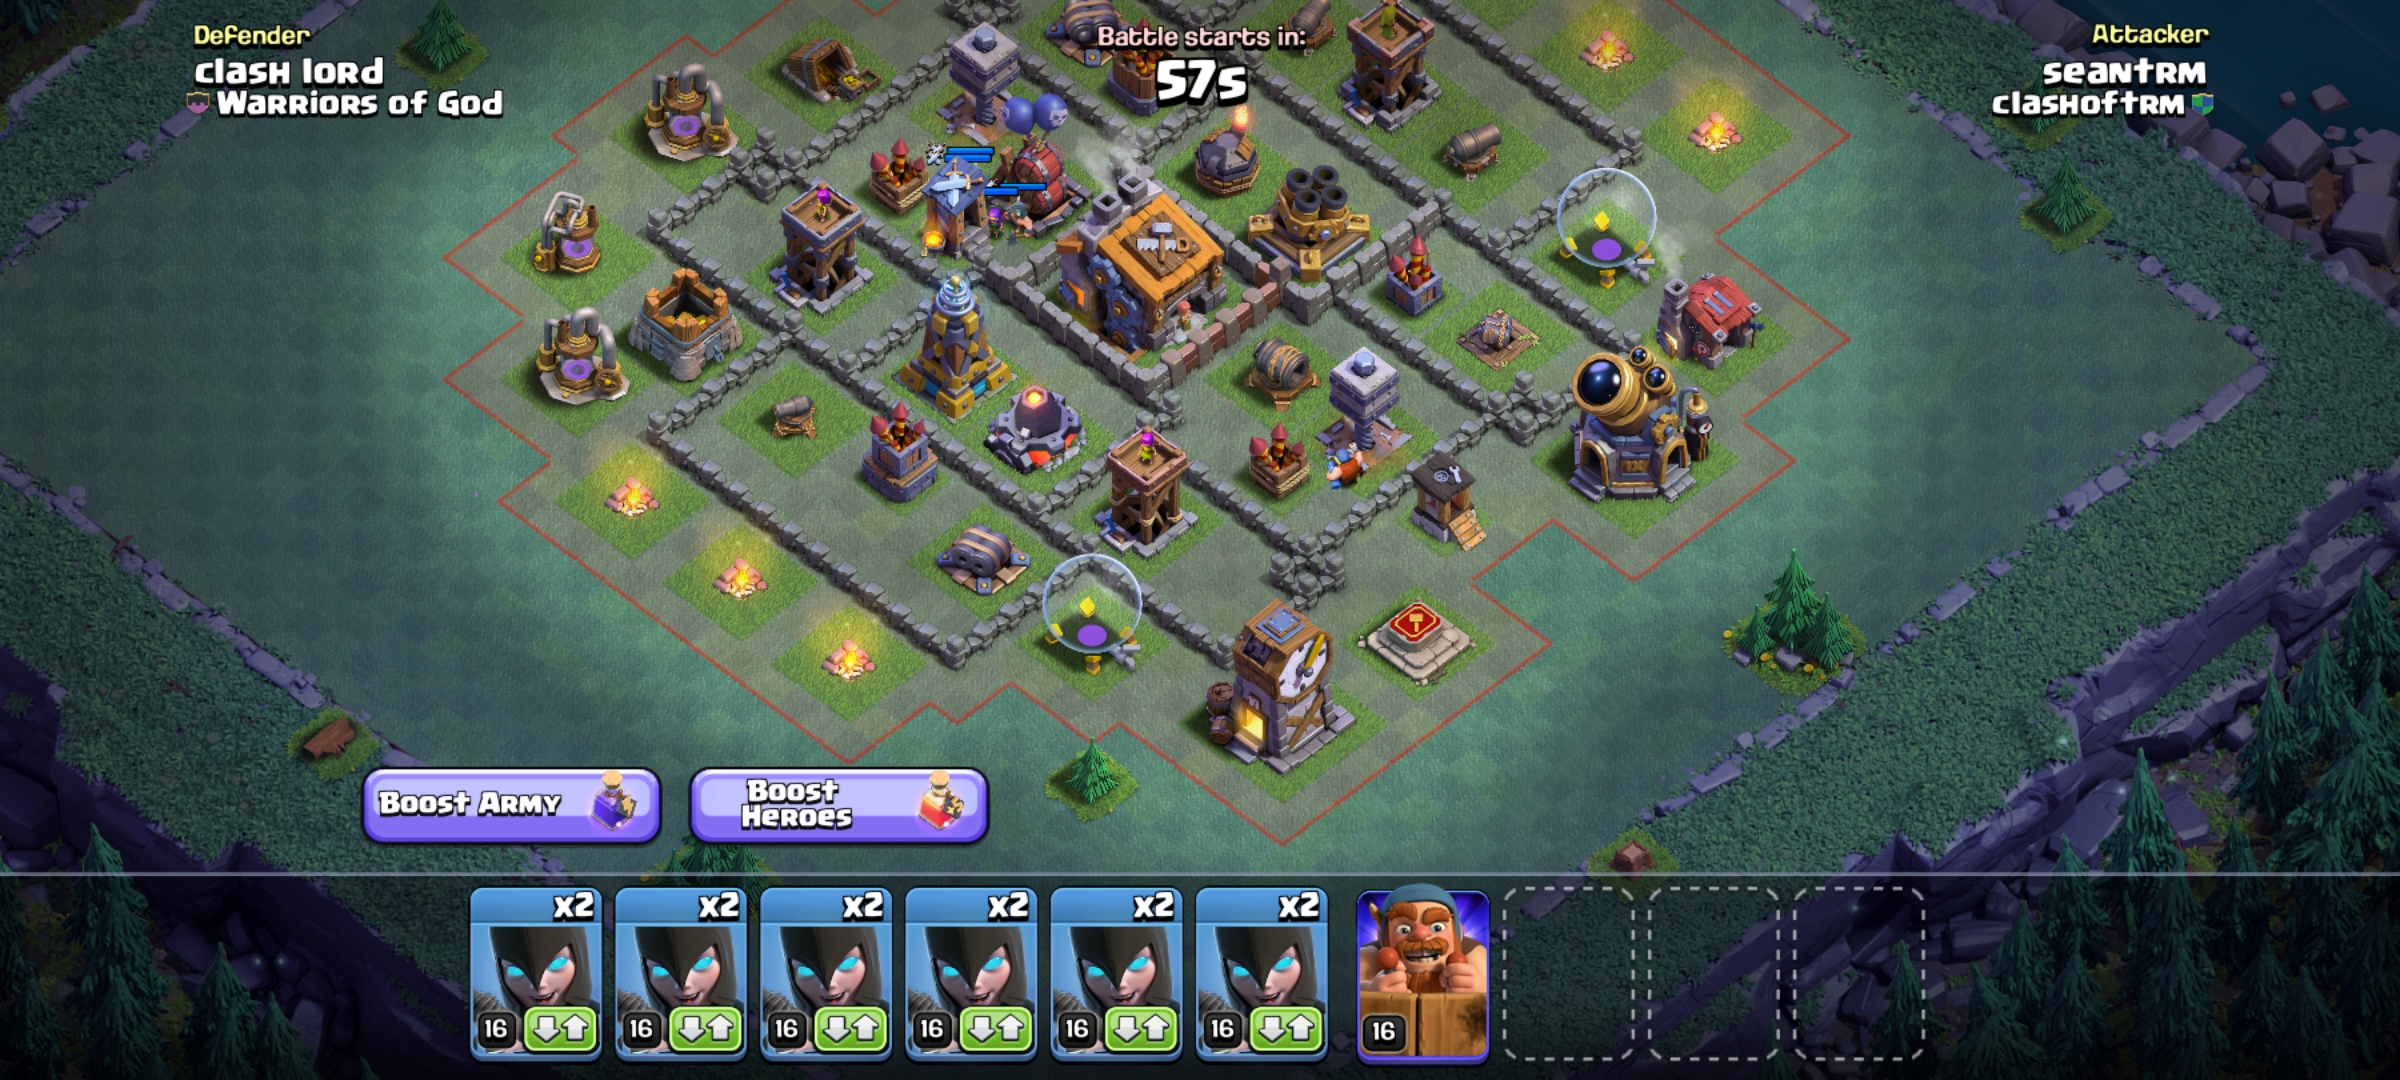 Defender
clash lord
Warriors of God
Battle starts in:
57s
Attacker
seantRM
clashoftRM
Boost Army
Boost
Heroes
x2
x2
x2
x2
x2
x2
16
16
16
16
16
16
16